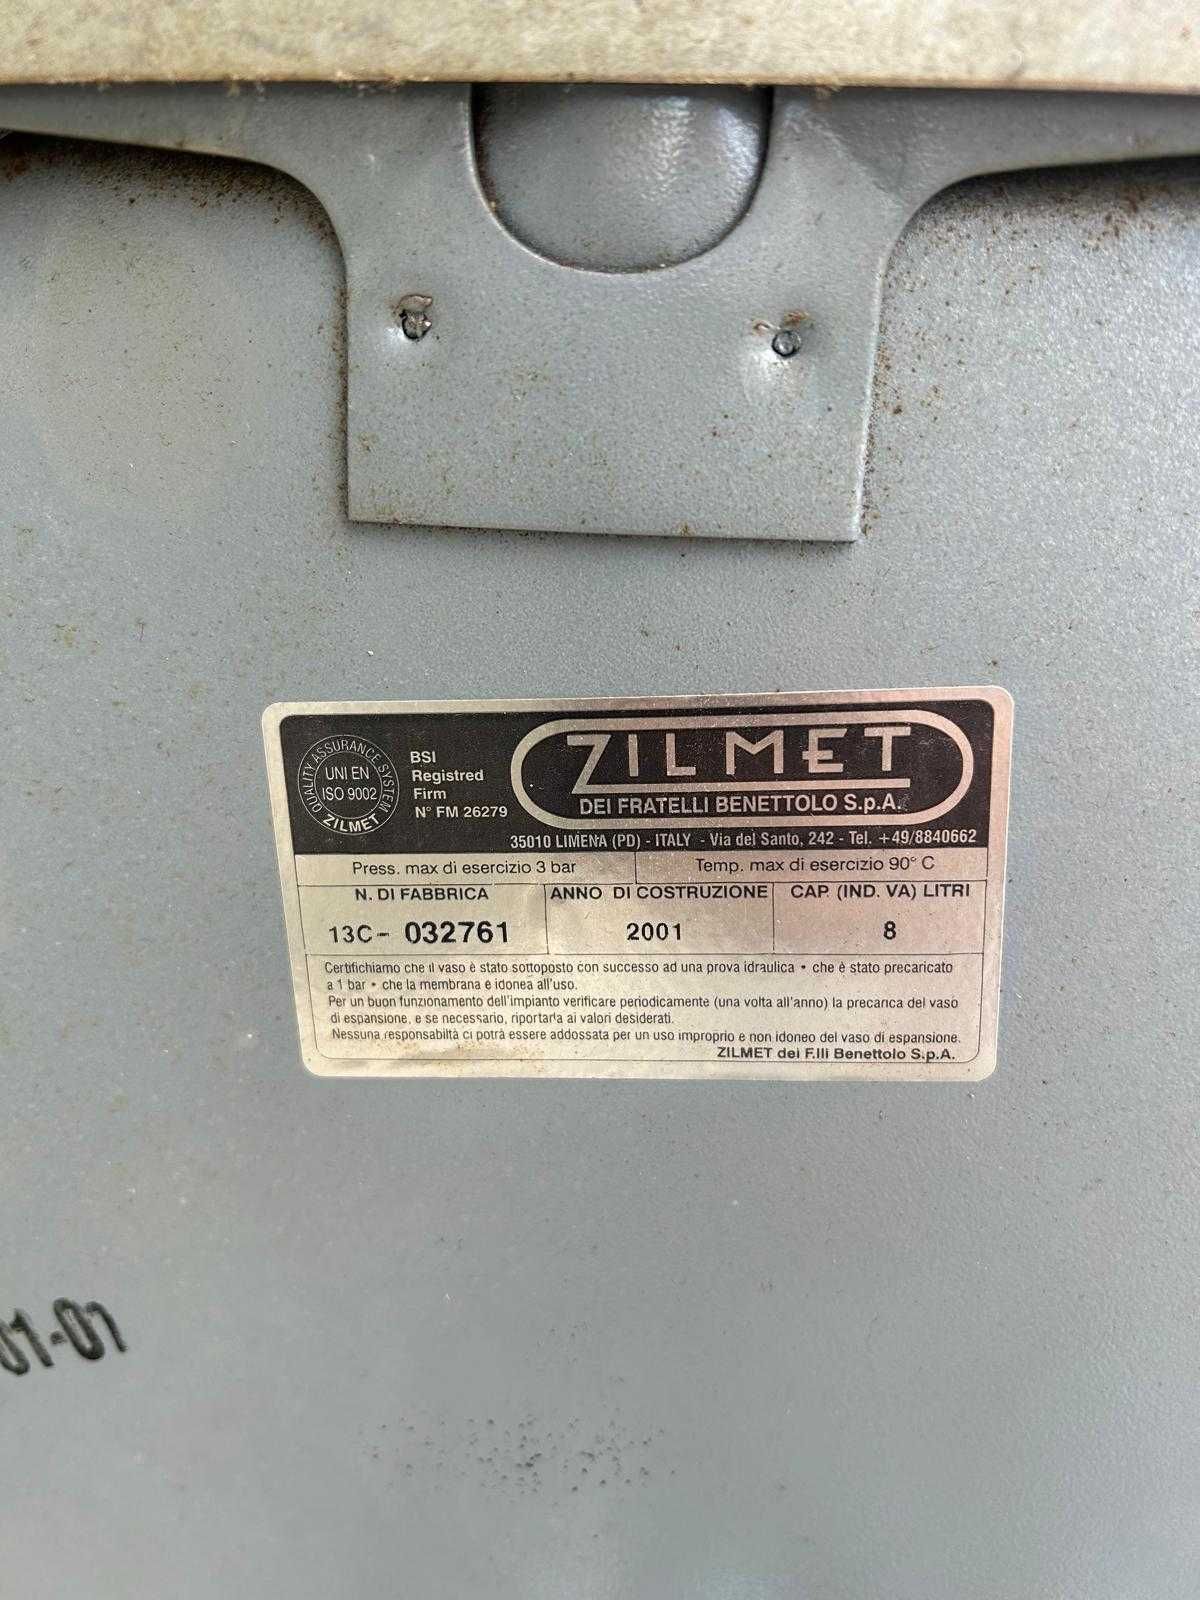 QUALITY ASSURANCE SYSTEM
UNI EN
ISO 9002
ZILMET
BSI
Registred
Firm
N° FM 26279
ZILMET
DEI FRATELLI BENETTOLO S.p.A.
35010 LIMENA (PD) - ITALY - Via del Santo, 242 - Tel. +49/8840662
Press. max di esercizio 3 bar Temp. max di esercizio 90° C
N. DI FABBRICA ANNO DI COSTRUZIONE CAP. (IND. VA) LITRI
13C- 032761 2001 8
Certifichiamo che il vaso è stato sottoposto con successo ad una prova idraulica • che è stato precaricato
a 1 bar • che la membrana è idonea all'uso.
Per un buon funzionamento dell'impianto verificare periodicamente (una volta all'anno) la precarica del vaso
di espansione, e se necessario, riportarla ai valori desiderati.
Nessuna responsabiltà ci potrà essere addossata per un uso improprio e non idoneo del vaso di espansione.
ZILMET dei F.lli Benettolo S.p.A.
01-01